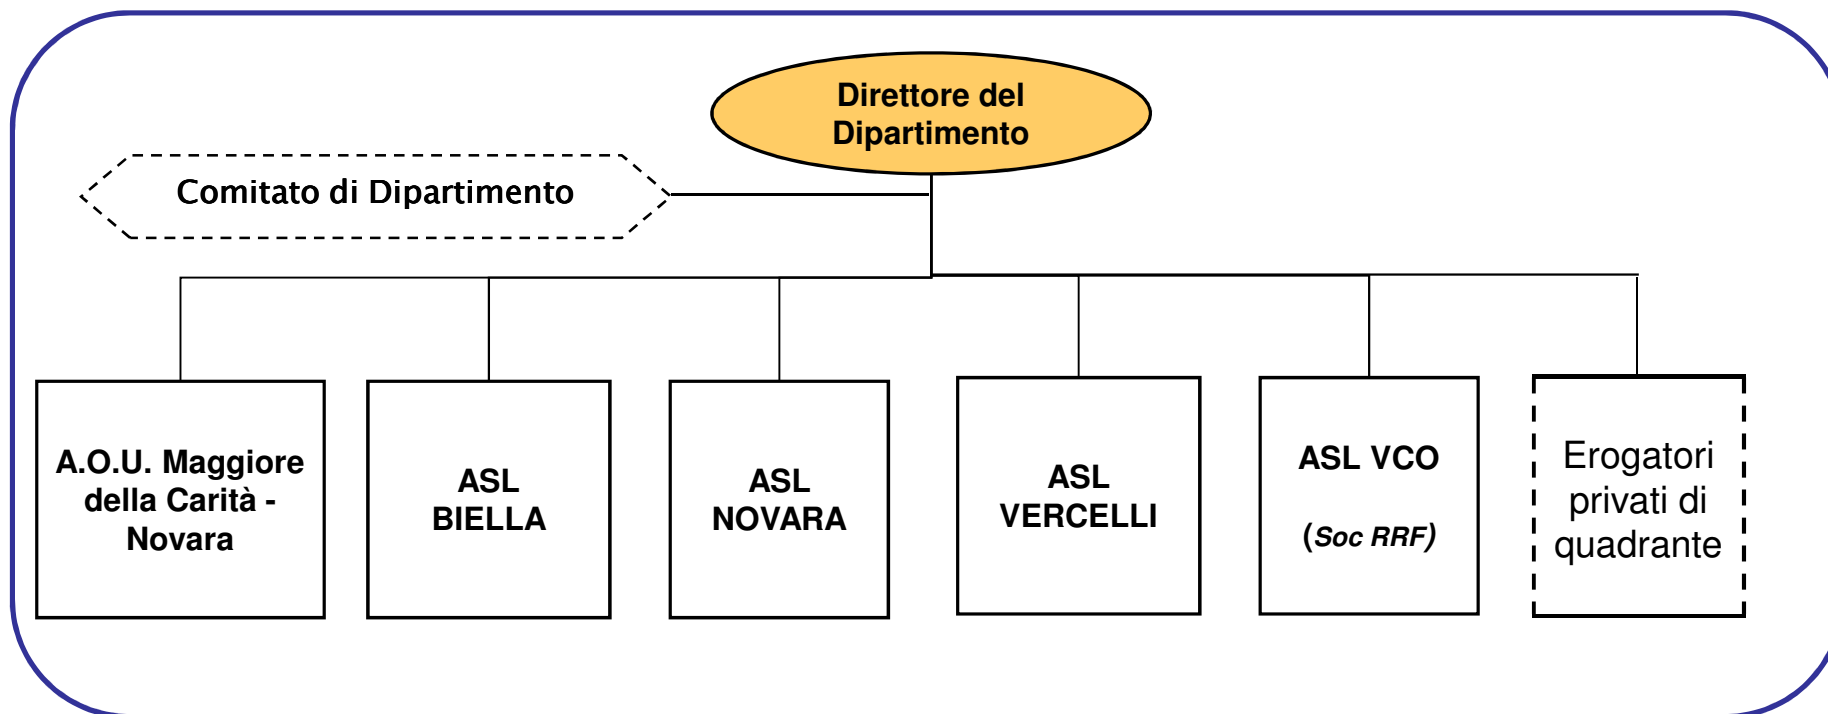 Direttore del
Dipartimento
Comitato di Dipartimento
A.O.U. Maggiore
della Carità -
Novara
ASL
BIELLA
ASL
NOVARA
ASL
VERCELLI
ASL VCO
(Soc RRF)
Erogatori
privati di
quadrante